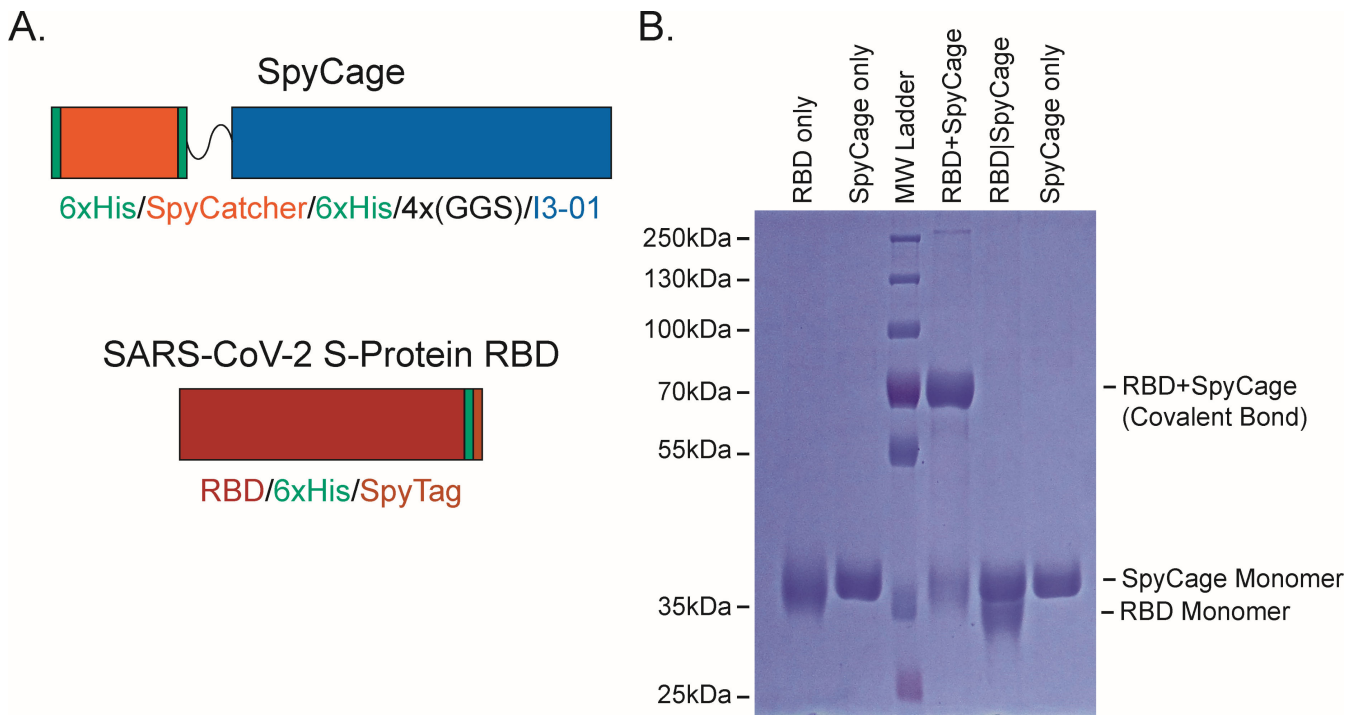 A.
SpyCage
6xHis/SpyCatcher/6xHis/4x(GGS)/I3-01
SARS-CoV-2 S-Protein RBD
RBD/6xHis/SpyTag
B.
RBD only
SpyCage only
MW Ladder
RBD+SpyCage
RBD|SpyCage
SpyCage only
250kDa
130kDa
100kDa
70kDa
55kDa
35kDa
25kDa
RBD+SpyCage
(Covalent Bond)
SpyCage Monomer
RBD Monomer